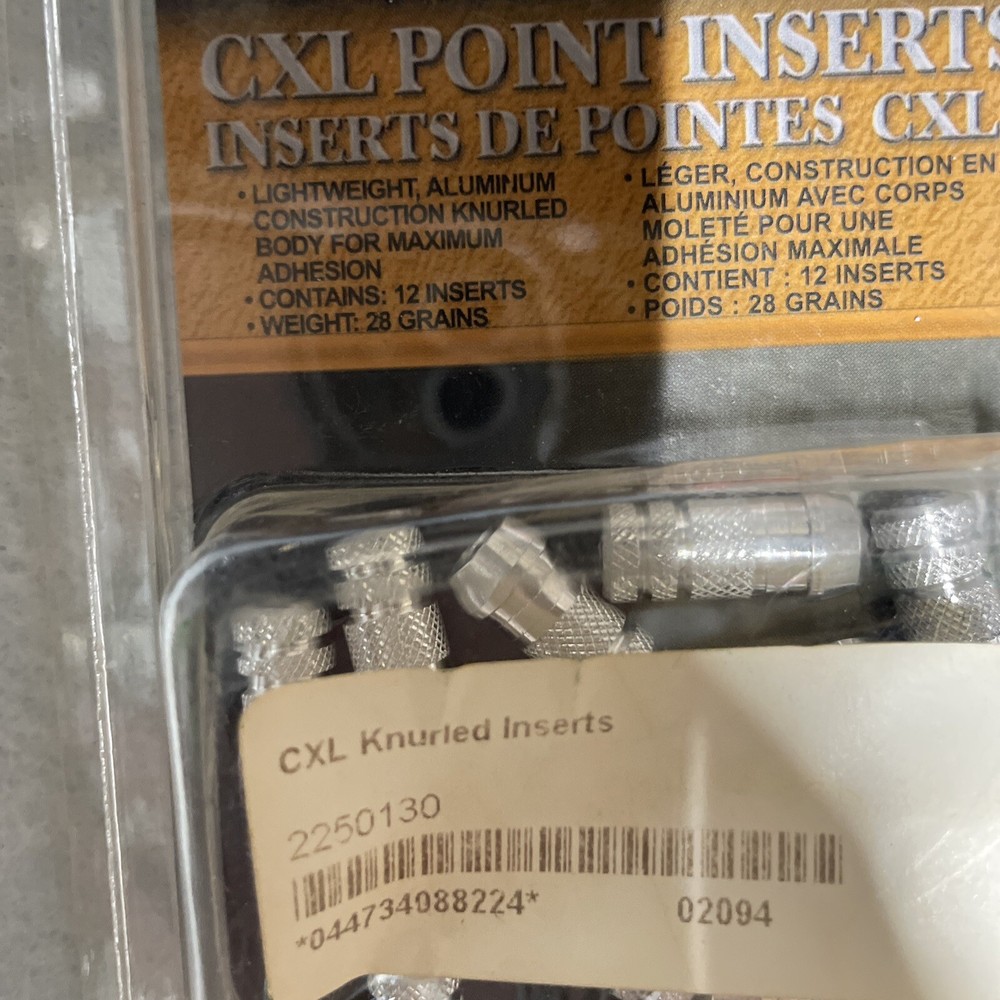 CXL POINT INSERTS
INSERTS DE POINTES CXL
• LIGHTWEIGHT, ALUMINUM
CONSTRUCTION KNURLED
BODY FOR MAXIMUM
ADHESION
• CONTAINS: 12 INSERTS
• WEIGHT: 28 GRAINS
• LÉGER, CONSTRUCTION EN
ALUMINIUM AVEC CORPS
MOLETÉ POUR UNE
ADHÉSION MAXIMALE
• CONTIENT : 12 INSERTS
• POIDS : 28 GRAINS
CXL Knurled Inserts
2250130
*044734088224*
02094